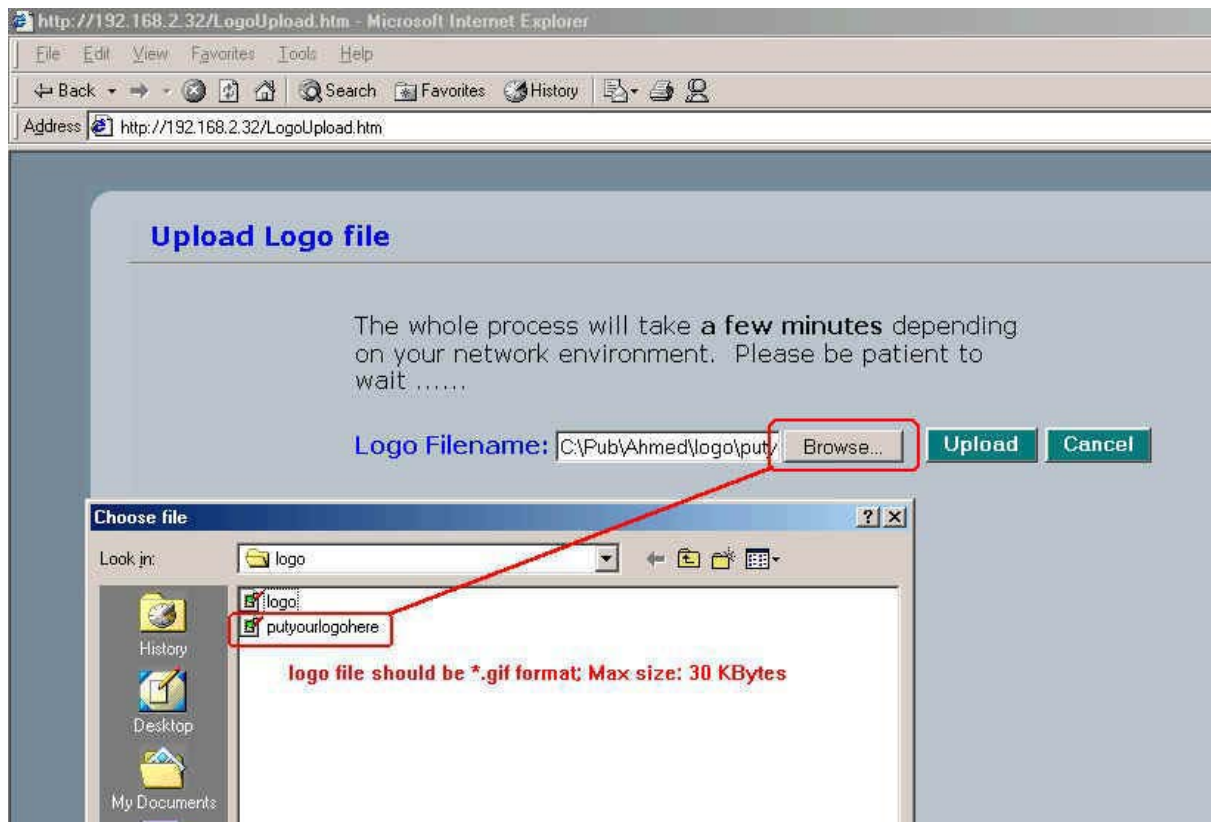 http://192.168.2.32/LogoUpload.htm - Microsoft Internet Explorer
File Edit View Favorites Tools Help
Back Search Favorites History
Address http://192.168.2.32/LogoUpload.htm
Upload Logo file
The whole process will take a few minutes depending
on your network environment. Please be patient to
wait ......
Logo Filename: C:\Pub\Ahmed\logo\puty Browse... Upload Cancel
Choose file ? X
Look in: logo
logo
putyourlogohere
History
logo file should be *.gif format; Max size: 30 KBytes
Desktop
My Documents